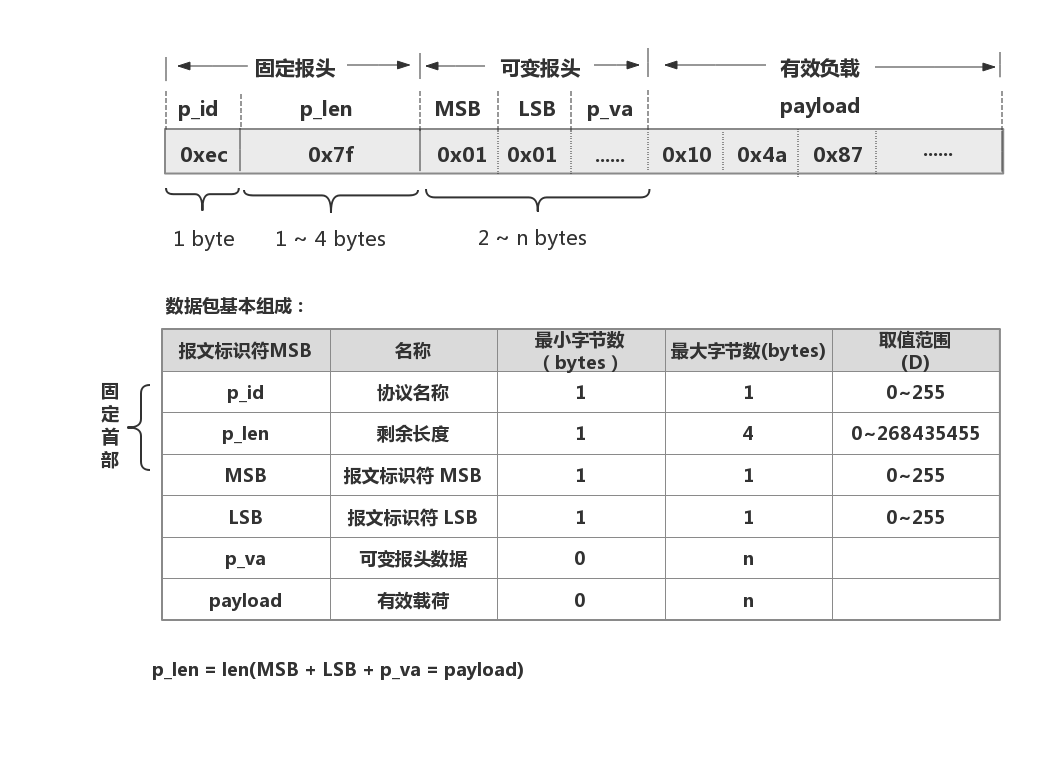 固定报头 可变报头 有效负载
p_id p_len MSB LSB p_va payload
0xec 0x7f 0x01 0x01 ...... 0x10 0x4a 0x87 ······
1 byte 1 ~ 4 bytes 2 ~ n bytes
数据包基本组成：
报文标识符MSB 名称 最小字节数（bytes） 最大字节数(bytes) 取值范围(D)
固定首部
p_id 协议名称 1 1 0~255
p_len 剩余长度 1 4 0~268435455
MSB 报文标识符 MSB 1 1 0~255
LSB 报文标识符 LSB 1 1 0~255
p_va 可变报头数据 0 n
payload 有效载荷 0 n
p_len = len(MSB + LSB + p_va = payload)